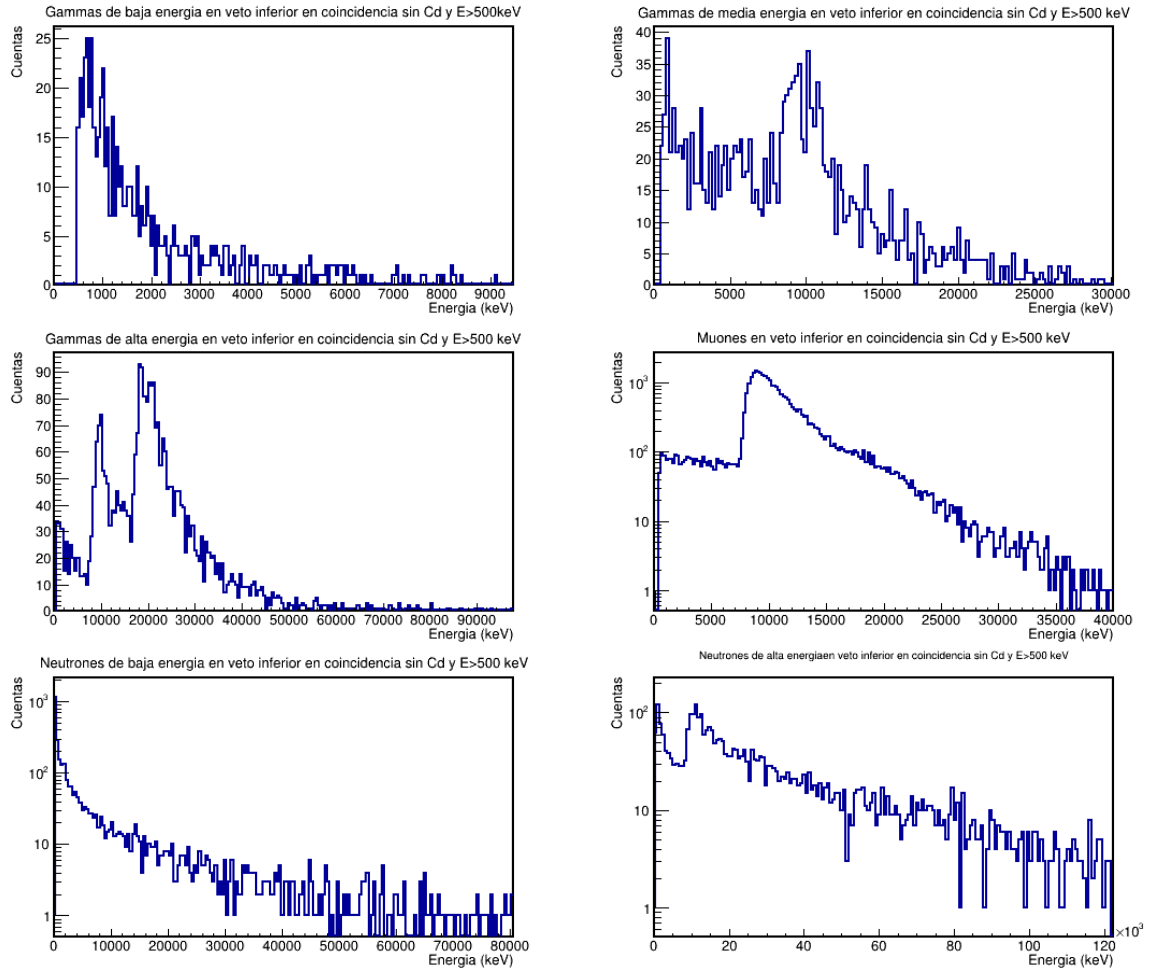 Gammas de baja energia en veto inferior en coincidencia sin Cd y E>500keV
Cuentas
25
20
15
10
5
0
0 1000 2000 3000 4000 5000 6000 7000 8000 9000
Energia (keV)
Gammas de media energia en veto inferior en coincidencia sin Cd y E>500 keV
Cuentas
40
35
30
25
20
15
10
5
0
0 5000 10000 15000 20000 25000 30000
Energia (keV)
Gammas de alta energia en veto inferior en coincidencia sin Cd y E>500 keV
Cuentas
90
80
70
60
50
40
30
20
10
0
0 10000 20000 30000 40000 50000 60000 70000 80000 90000
Energia (keV)
Muones en veto inferior en coincidencia sin Cd y E>500 keV
Cuentas
10³
10²
10
1
0 5000 10000 15000 20000 25000 30000 35000 40000
Energia (keV)
Neutrones de baja energia en veto inferior en coincidencia sin Cd y E>500 keV
Cuentas
10³
10²
10
1
0 10000 20000 30000 40000 50000 60000 70000 80000
Energia (keV)
Neutrones de alta energiaen veto inferior en coincidencia sin Cd y E>500 keV
Cuentas
10²
10
1
0 20 40 60 80 100 120
×10³
Energia (keV)